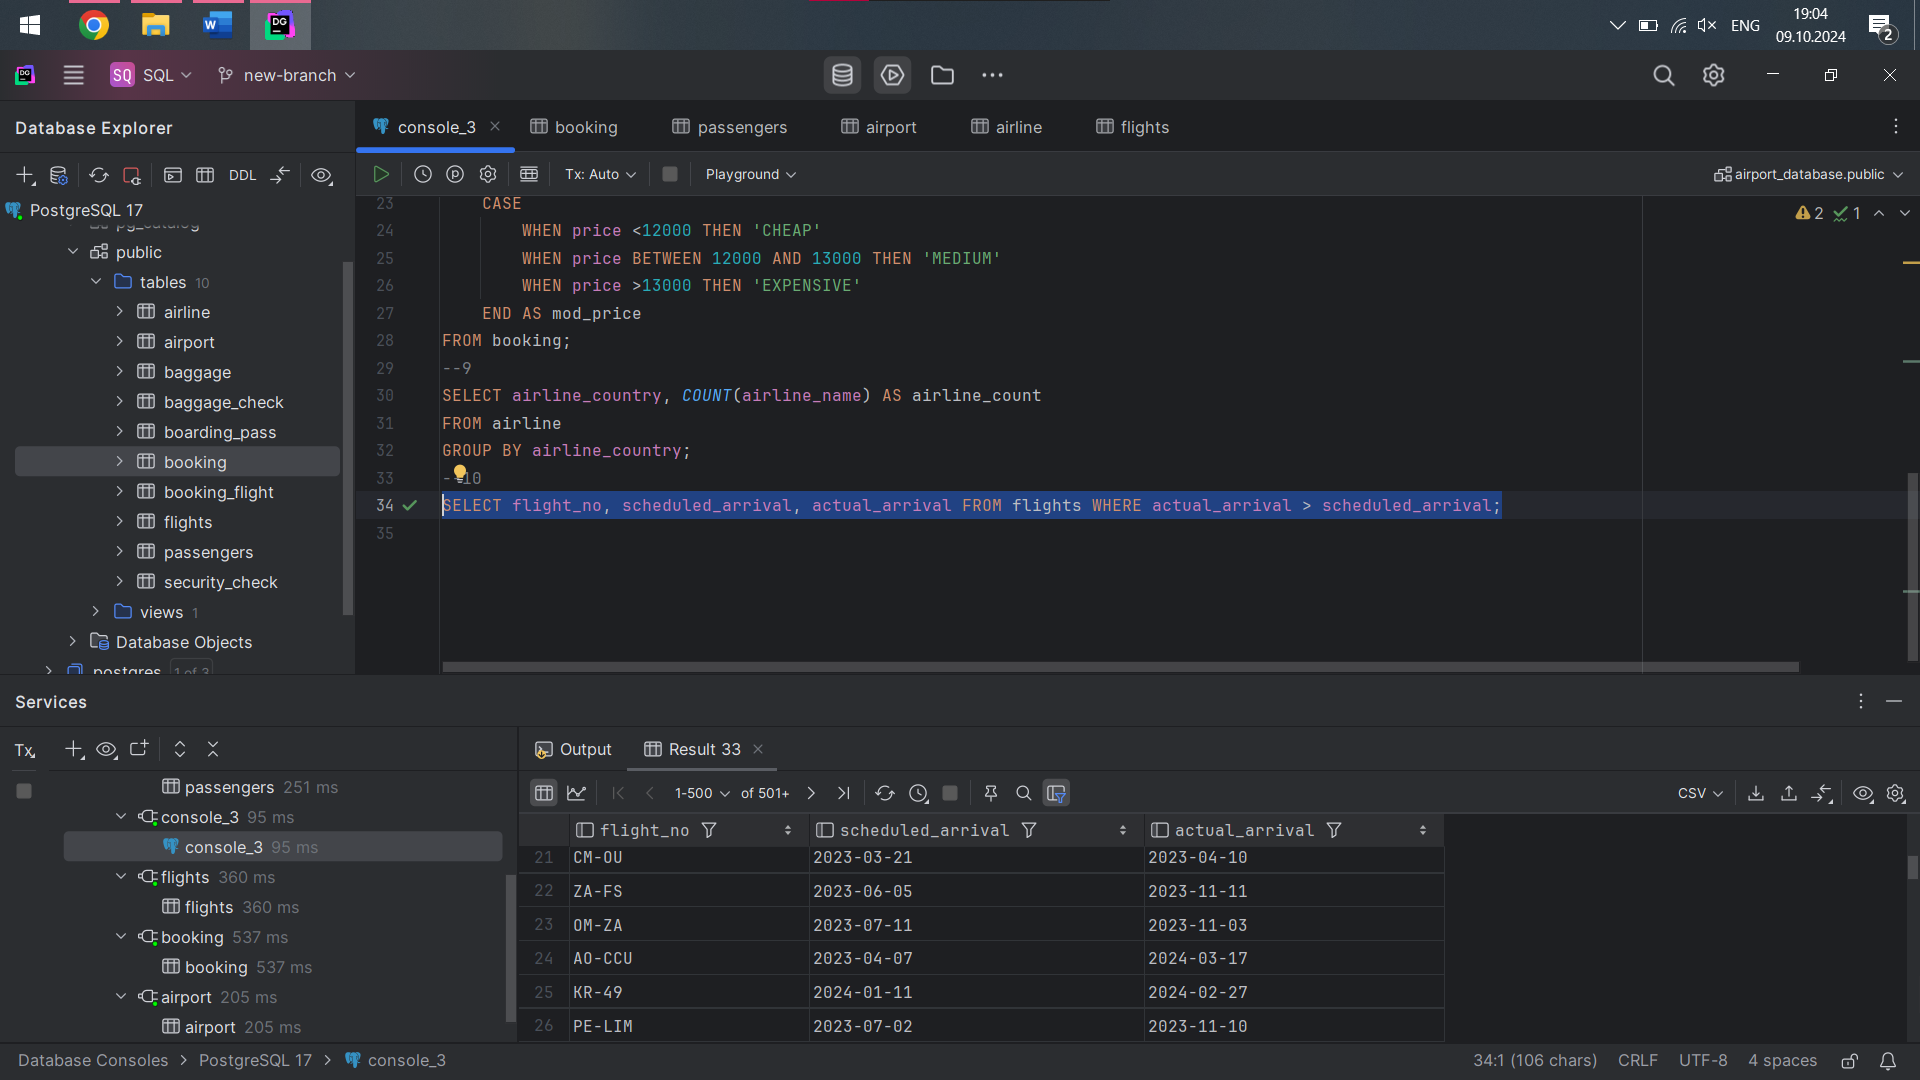 ENG
19:04
09.10.2024
2
SQ SQL
new-branch
Database Explorer
DDL
PostgreSQL 17
pg_catalog
public
tables 10
airline
airport
baggage
baggage_check
boarding_pass
booking
booking_flight
flights
passengers
security_check
views 1
Database Objects
postgres 1 of 3
console_3
booking
passengers
airport
airline
flights
Tx: Auto
Playground
airport_database.public
2 1
23 CASE
24 WHEN price <12000 THEN 'CHEAP'
25 WHEN price BETWEEN 12000 AND 13000 THEN 'MEDIUM'
26 WHEN price >13000 THEN 'EXPENSIVE'
27 END AS mod_price
28 FROM booking;
29 --9
30 SELECT airline_country, COUNT(airline_name) AS airline_count
31 FROM airline
32 GROUP BY airline_country;
33 --10
34 SELECT flight_no, scheduled_arrival, actual_arrival FROM flights WHERE actual_arrival > scheduled_arrival;
35
Services
Tx
passengers 251 ms
console_3 95 ms
console_3 95 ms
flights 360 ms
flights 360 ms
booking 537 ms
booking 537 ms
airport 205 ms
airport 205 ms
Output
Result 33
1-500 of 501+
CSV
flight_no scheduled_arrival actual_arrival
21 CM-OU 2023-03-21 2023-04-10
22 ZA-FS 2023-06-05 2023-11-11
23 OM-ZA 2023-07-11 2023-11-03
24 AO-CCU 2023-04-07 2024-03-17
25 KR-49 2024-01-11 2024-02-27
26 PE-LIM 2023-07-02 2023-11-10
Database Consoles > PostgreSQL 17 > console_3
34:1 (106 chars) CRLF UTF-8 4 spaces